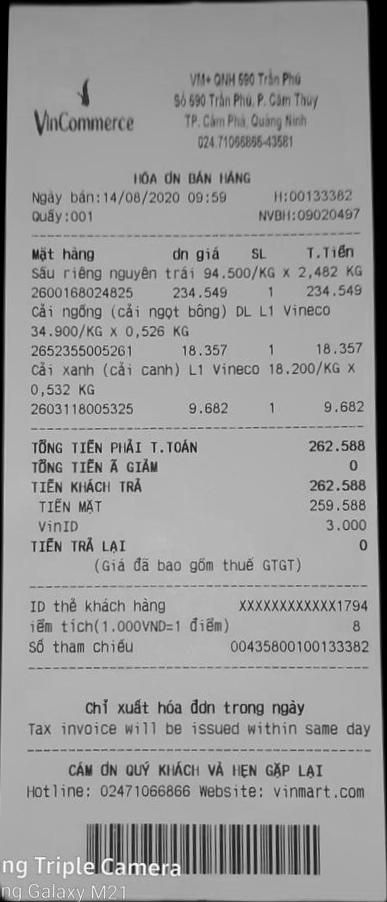 VinCommerce
VM+ QNH 590 Trần Phú
Số 590 Trần Phú, P. Cẩm Thủy
TP. Cẩm Phả, Quảng Ninh
024.71066866-43581
HÓA ƠN BÁN HÀNG
Ngày bán:14/08/2020 09:59 H:00133382
Quầy:001 NVBH:09020497
Mặt hàng đn giá SL T.Tiền
Sầu riêng nguyên trái 94.500/KG X 2,482 KG
2600168024825 234.549 1 234.549
Cải ngồng (cải ngọt bông) DL L1 Vineco
34.900/KG X 0,526 KG
2652355005261 18.357 1 18.357
Cải xanh (cải canh) L1 Vineco 18.200/KG X
0,532 KG
2603118005325 9.682 1 9.682
TỔNG TIỀN PHẢI T.TOÁN 262.588
TỔNG TIỀN Ã GIẢM 0
TIỀN KHÁCH TRẢ 262.588
TIỀN MẶT 259.588
VinID 3.000
TIỀN TRẢ LẠI 0
(Giá đã bao gồm thuế GTGT)
ID thẻ khách hàng XXXXXXXXXXXX1794
iểm tích(1.000VND=1 điểm) 8
Số tham chiếu 00435800100133382
Chỉ xuất hóa đơn trong ngày
Tax invoice will be issued within same day
CẢM ƠN QUÝ KHÁCH VÀ HẸN GẶP LẠI
Hotline: 02471066866 Website: vinmart.com
ng Triple Camera
ng Galaxy M21